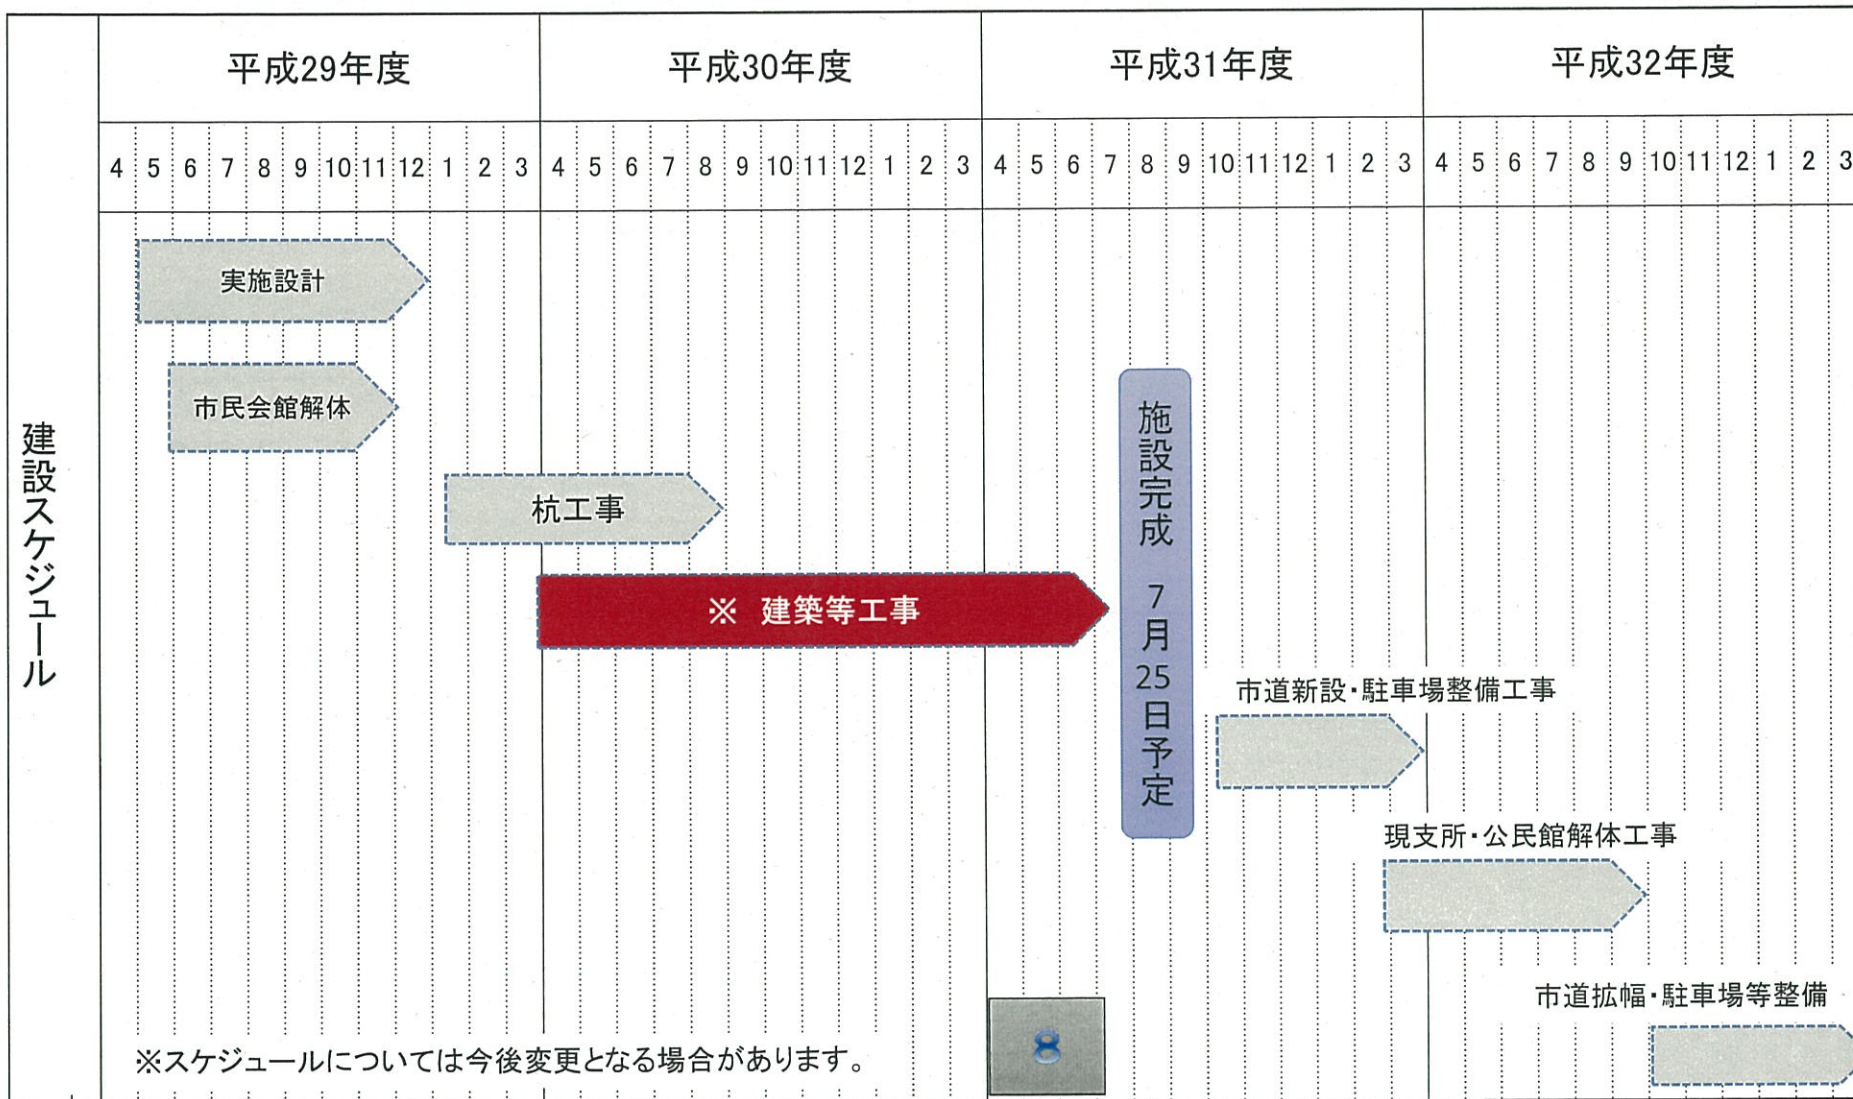 平成29年度 平成30年度 平成31年度 平成32年度
4 5 6 7 8 9 10 11 12 1 2 3 4 5 6 7 8 9 10 11 12 1 2 3 4 5 6 7 8 9 10 11 12 1 2 3 4 5 6 7 8 9 10 11 12 1 2 3
建設スケジュール
実施設計
市民会館解体
杭工事
※ 建築等工事
施設完成 7月25日予定
市道新設・駐車場整備工事
現支所・公民館解体工事
市道拡幅・駐車場等整備
※スケジュールについては今後変更となる場合があります。
8